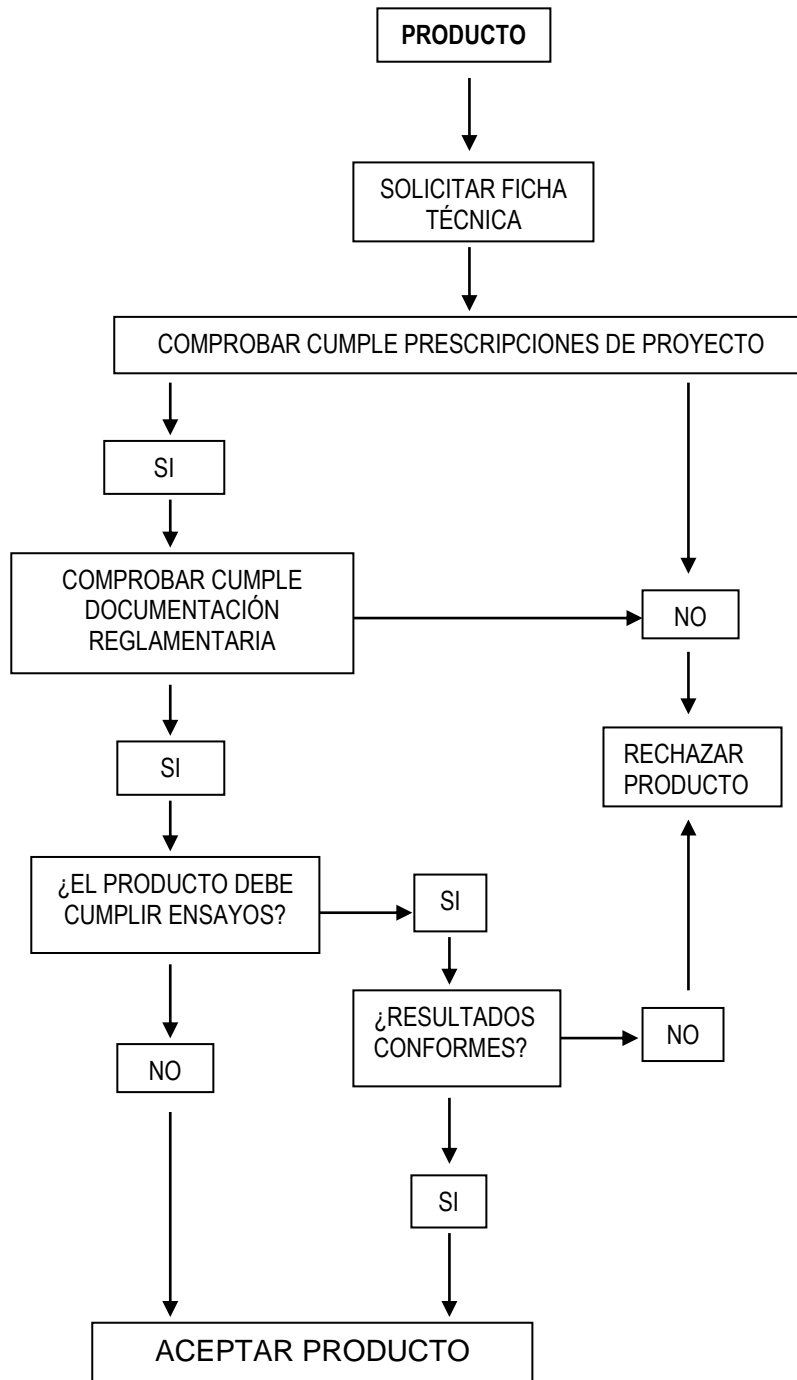 PRODUCTO
SOLICITAR FICHA
TÉCNICA
COMPROBAR CUMPLE PRESCRIPCIONES DE PROYECTO
SI
COMPROBAR CUMPLE
DOCUMENTACIÓN
REGLAMENTARIA
NO
SI
RECHAZAR
PRODUCTO
¿EL PRODUCTO DEBE
CUMPLIR ENSAYOS?
SI
¿RESULTADOS
CONFORMES?
NO
NO
SI
ACEPTAR PRODUCTO